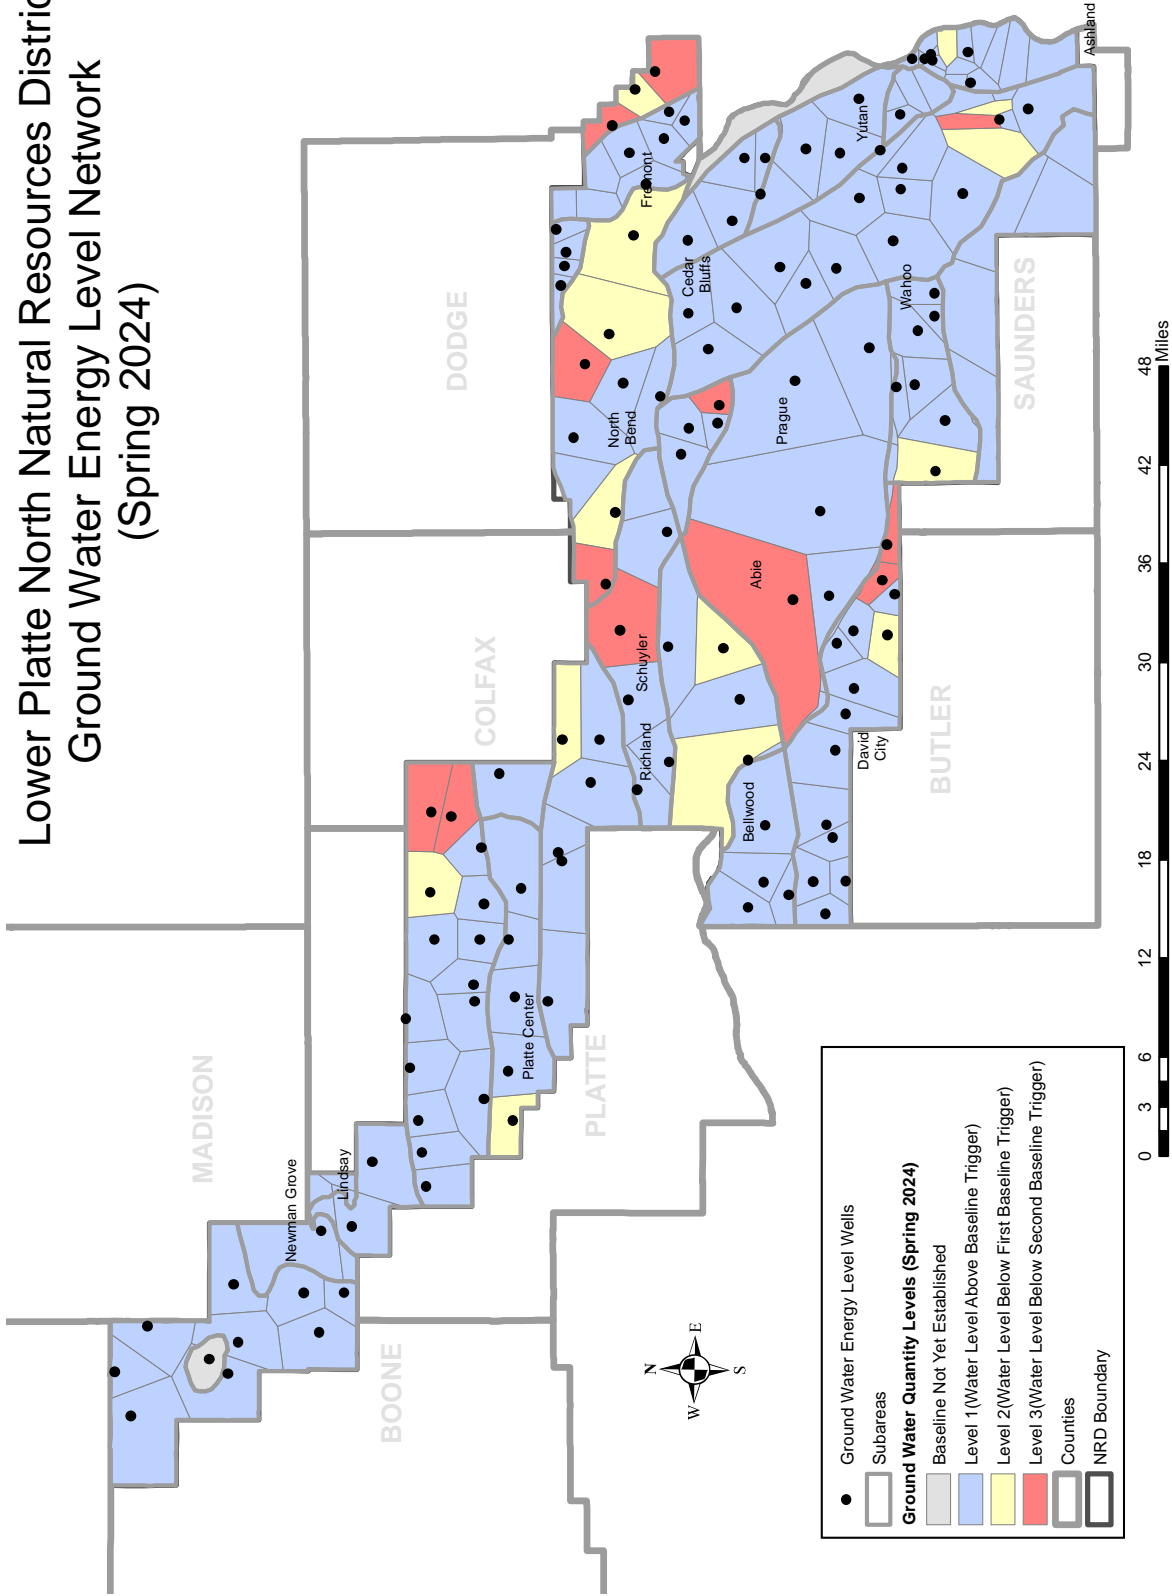 Lower Platte North Natural Resources Distric
Ground Water Energy Level Network
(Spring 2024)
MADISON
BOONE
PLATTE
COLFAX
DODGE
BUTLER
SAUNDERS
Newman Grove
Lindsay
Platte Center
Richland
Schuyler
North
Bend
Fremont
Cedar
Bluffs
Bellwood
David
City
Abie
Prague
Wahoo
Yutan
Ashland
N
W
E
S
Ground Water Energy Level Wells
Subareas
Ground Water Quantity Levels (Spring 2024)
Baseline Not Yet Established
Level 1(Water Level Above Baseline Trigger)
Level 2(Water Level Below First Baseline Trigger)
Level 3(Water Level Below Second Baseline Trigger)
Counties
NRD Boundary
0 3 6 12 18 24 30 36 42 48
Miles